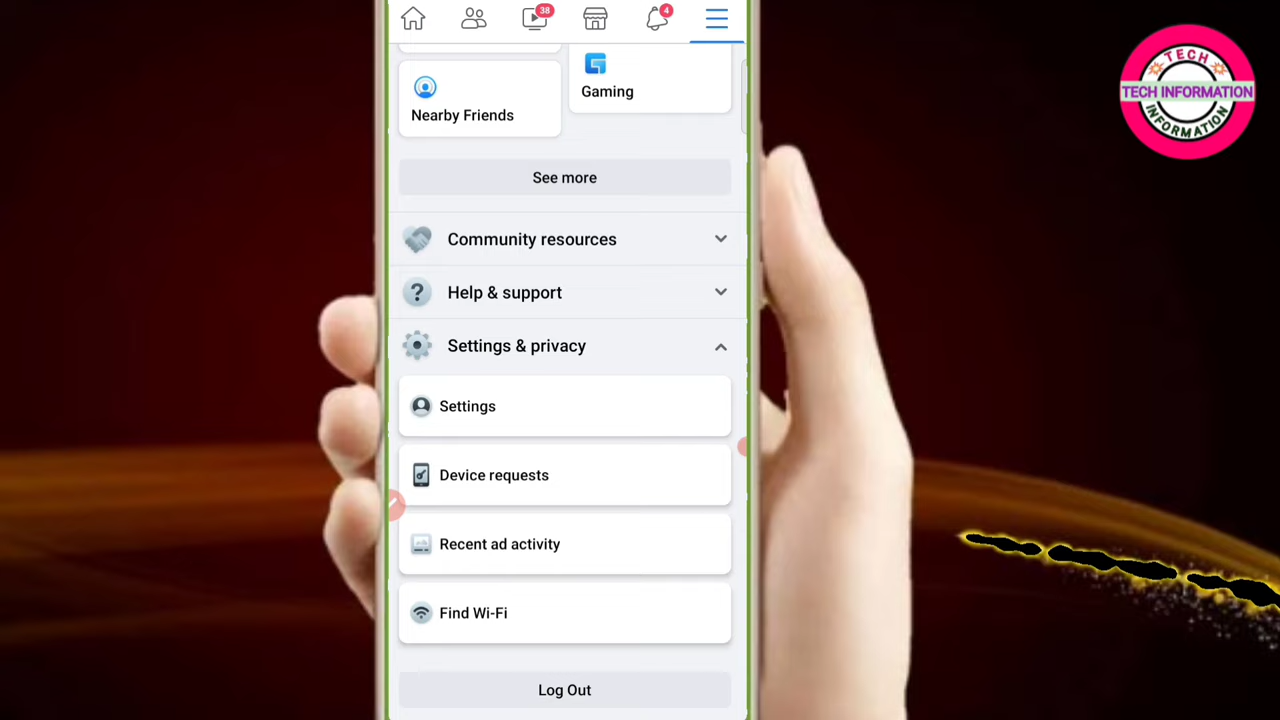 38
4
Gaming
Nearby Friends
See more
Community resources
Help & support
Settings & privacy
Settings
Device requests
Recent ad activity
Find Wi-Fi
Log Out
TECH
TECH INFORMATION
INFORMATION